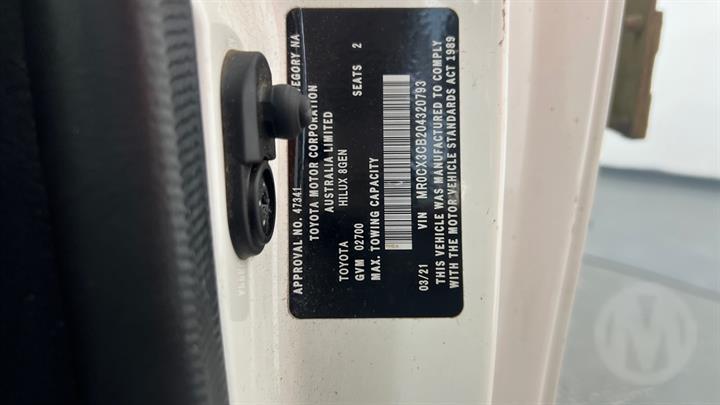 APPROVAL NO. 47341 CATEGORY NA
TOYOTA MOTOR CORPORATION
AUSTRALIA LIMITED
HILUX 8GEN
TOYOTA SEATS 2
GVM 02700
MAX. TOWING CAPACITY
03/21 VIN MR0CX3CB204320793
THIS VEHICLE WAS MANUFACTURED TO COMPLY
WITH THE MOTOR VEHICLE STANDARDS ACT 1989
M